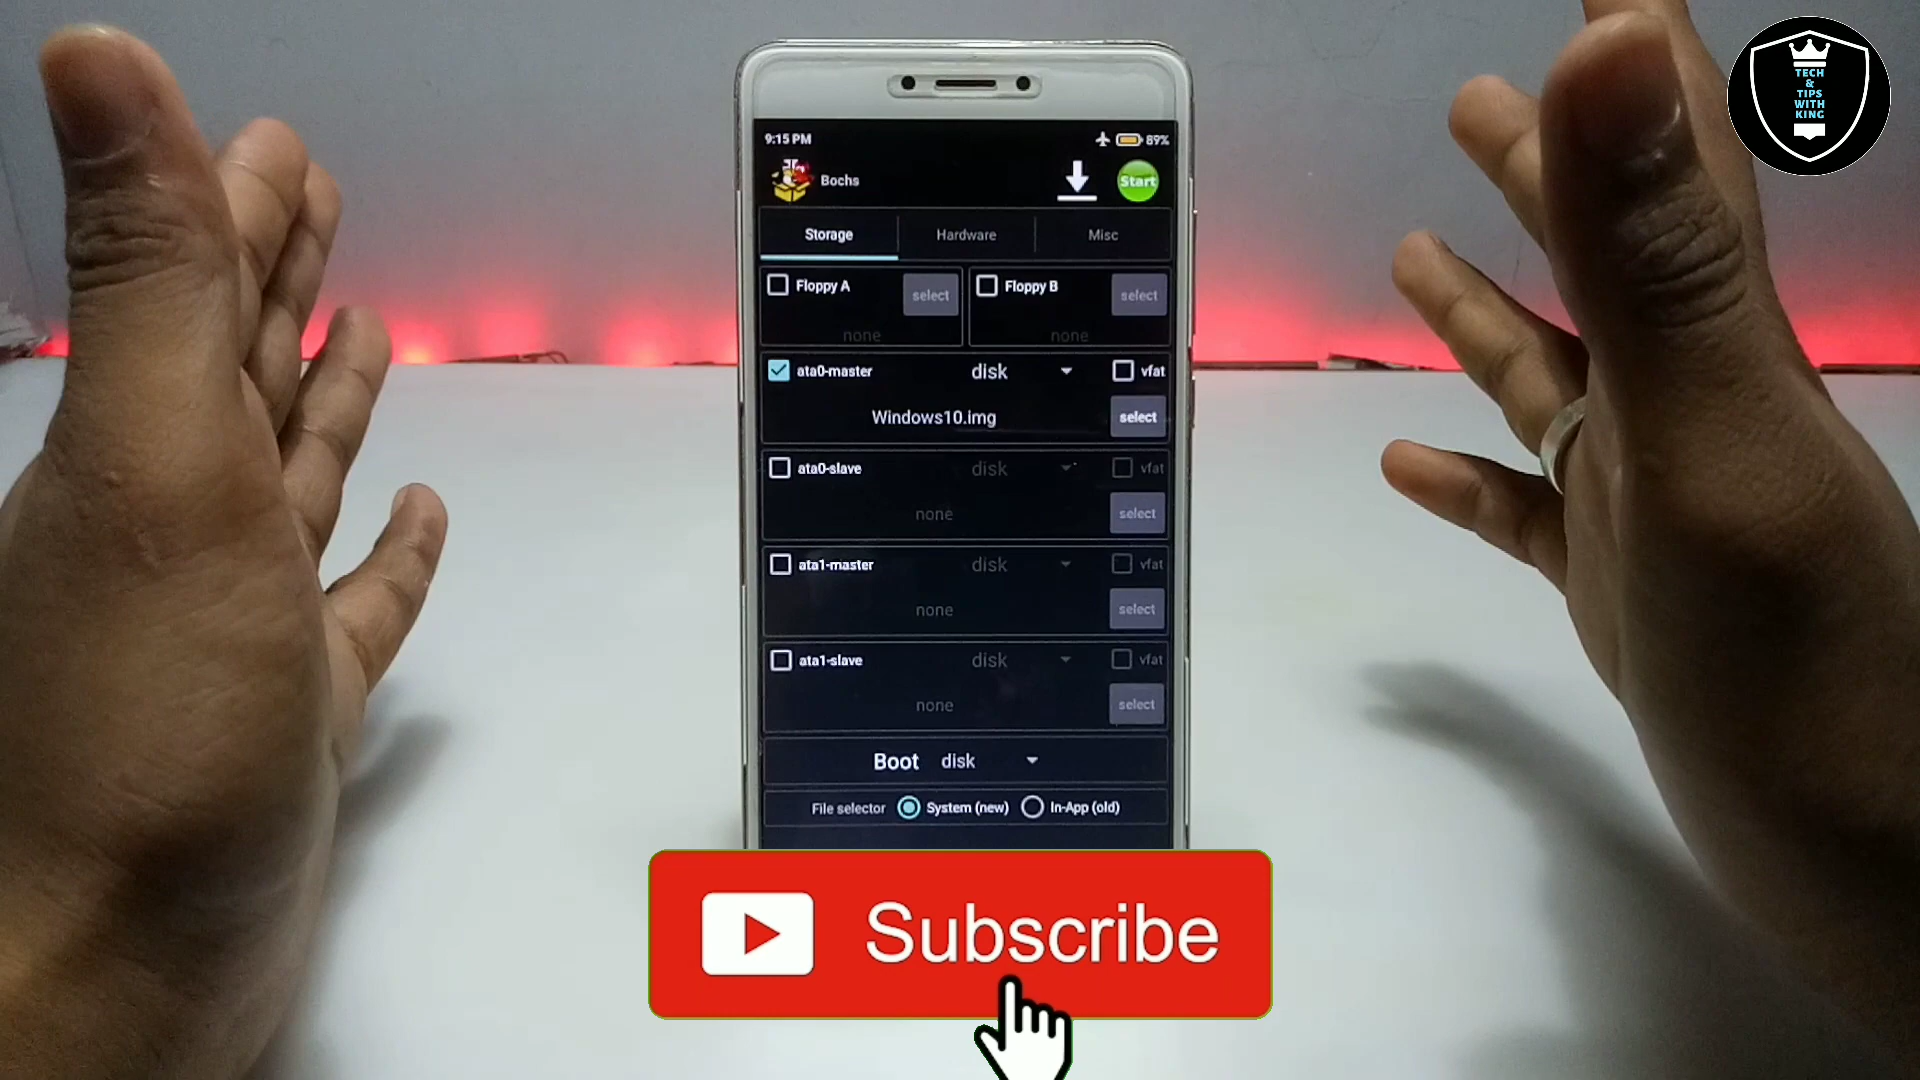 TECH
&
TIPS
WITH
KING
9:15 PM 89%
Bochs Start
Storage Hardware Misc
Floppy A select Floppy B select
none none
ata0-master disk vfat
Windows10.img select
ata0-slave disk vfat
none select
ata1-master disk vfat
none select
ata1-slave disk vfat
none select
Boot disk
File selector System (new) In-App (old)
Subscribe